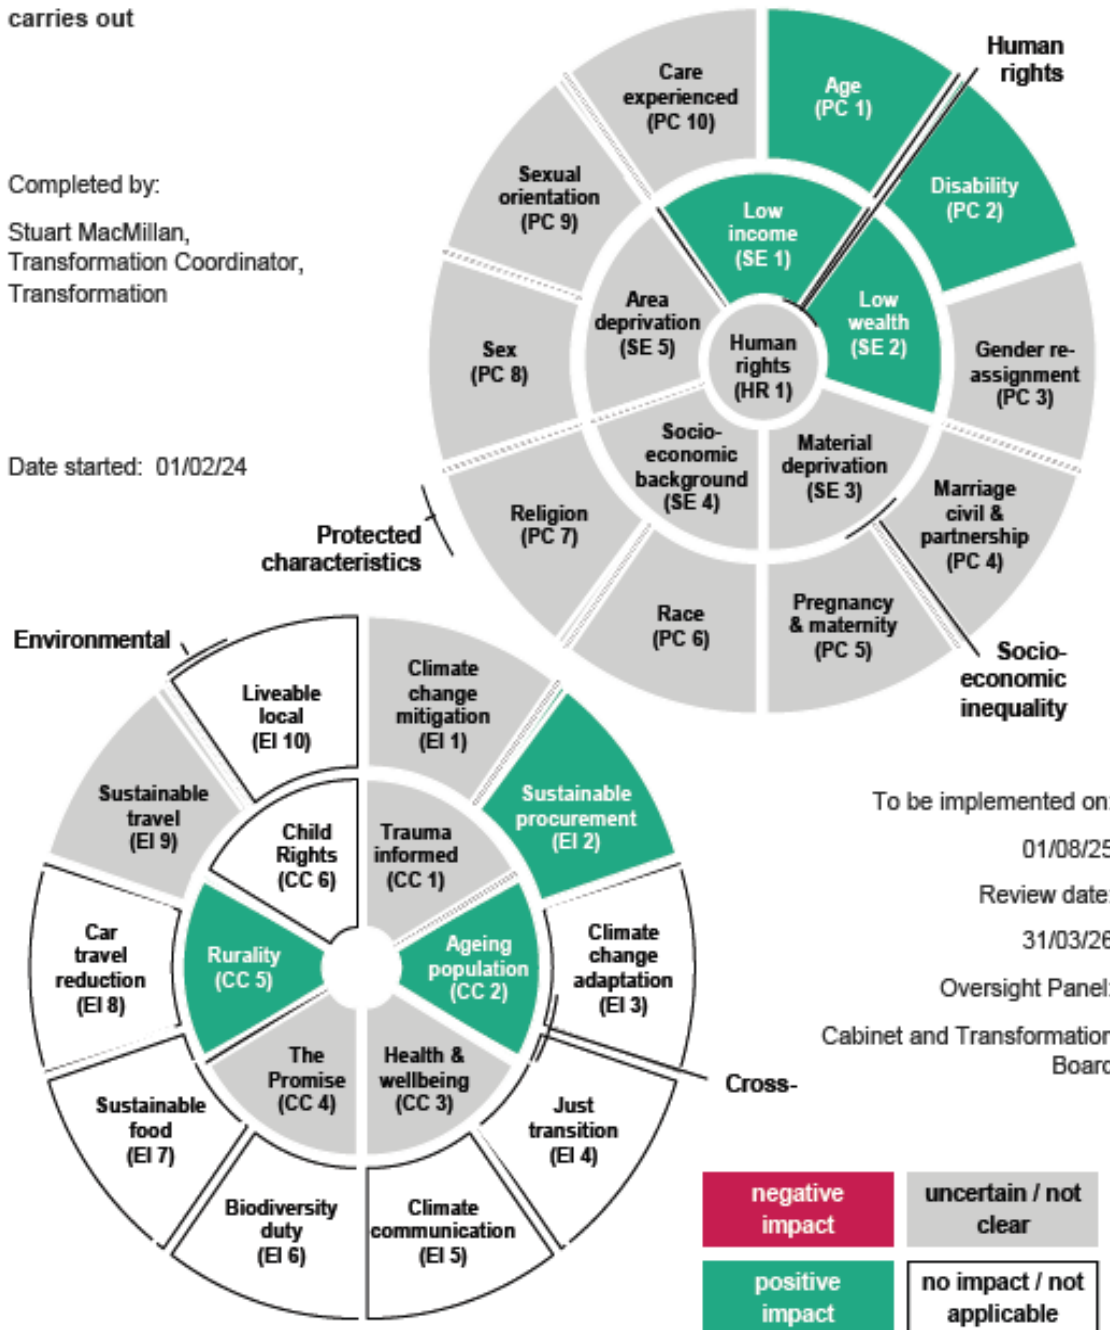 carries out
Completed by:
Stuart MacMillan,
Transformation Coordinator,
Transformation
Date started: 01/02/24
Human
rights
Care
experienced
(PC 10)
Age
(PC 1)
Disability
(PC 2)
Sexual
orientation
(PC 9)
Low
income
(SE 1)
Area
deprivation
(SE 5)
Low
wealth
(SE 2)
Human
rights
(HR 1)
Sex
(PC 8)
Gender re-
assignment
(PC 3)
Socio-
economic
background
(SE 4)
Material
deprivation
(SE 3)
Marriage
civil &
partnership
(PC 4)
Religion
(PC 7)
Protected
characteristics
Race
(PC 6)
Pregnancy
& maternity
(PC 5)
Socio-
economic
inequality
Environmental
Liveable
local
(EI 10)
Climate
change
mitigation
(EI 1)
Sustainable
travel
(EI 9)
Sustainable
procurement
(EI 2)
Child
Rights
(CC 6)
Trauma
informed
(CC 1)
Car
travel
reduction
(EI 8)
Rurality
(CC 5)
Ageing
population
(CC 2)
Climate
change
adaptation
(EI 3)
The
Promise
(CC 4)
Health &
wellbeing
(CC 3)
Cross-
Sustainable
food
(EI 7)
Just
transition
(EI 4)
Biodiversity
duty
(EI 6)
Climate
communication
(EI 5)
To be implemented on:
01/08/25
Review date:
31/03/26
Oversight Panel:
Cabinet and Transformation
Board
negative
impact
uncertain / not
clear
positive
impact
no impact / not
applicable